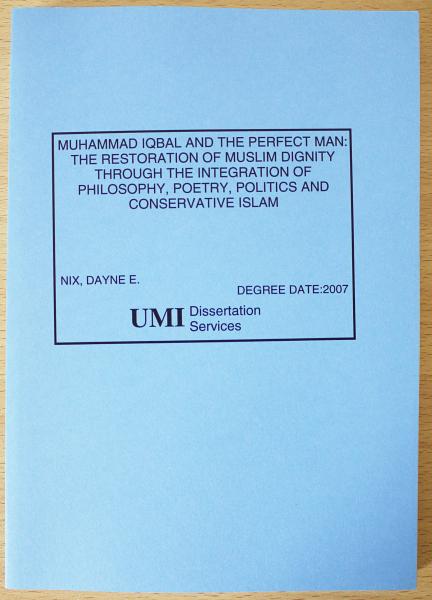 MUHAMMAD IQBAL AND THE PERFECT MAN:
THE RESTORATION OF MUSLIM DIGNITY
THROUGH THE INTEGRATION OF
PHILOSOPHY, POETRY, POLITICS AND
CONSERVATIVE ISLAM
NIX, DAYNE E.
DEGREE DATE:2007
UMI Dissertation
Services